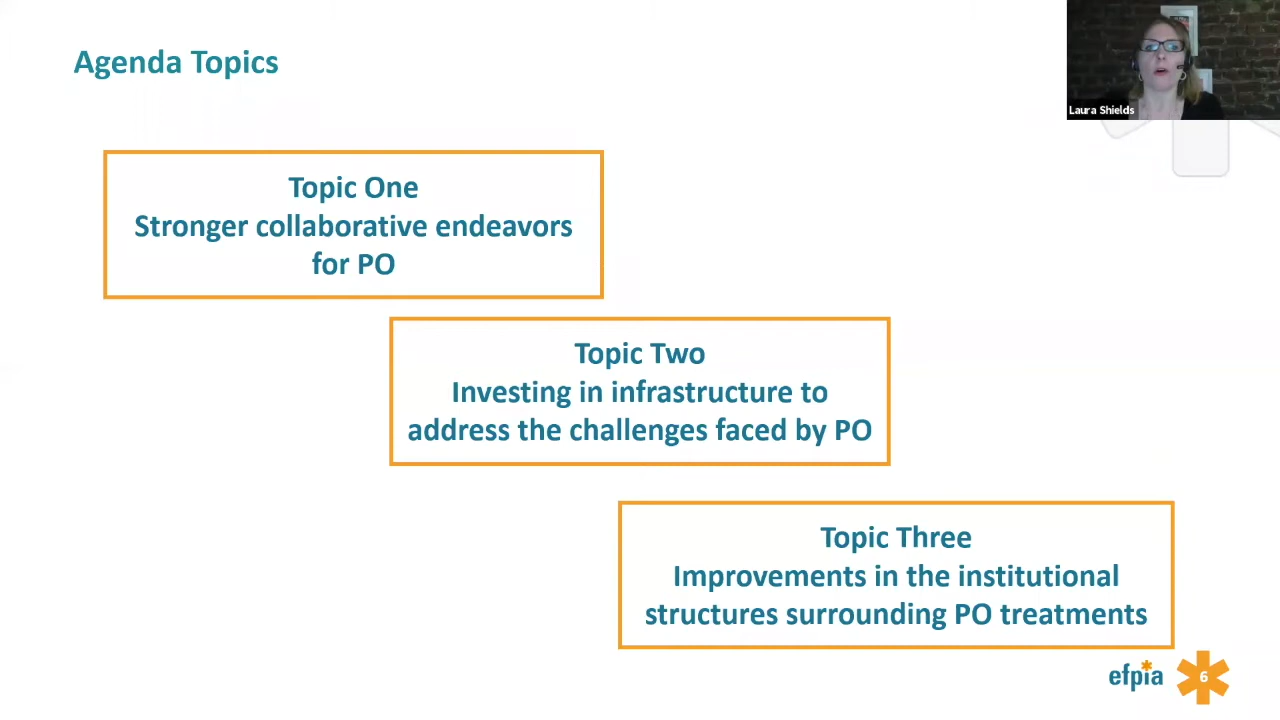 Agenda Topics
Laura Shields
Topic One
Stronger collaborative endeavors
for PO
Topic Two
Investing in infrastructure to
address the challenges faced by PO
Topic Three
Improvements in the institutional
structures surrounding PO treatments
efpia
6